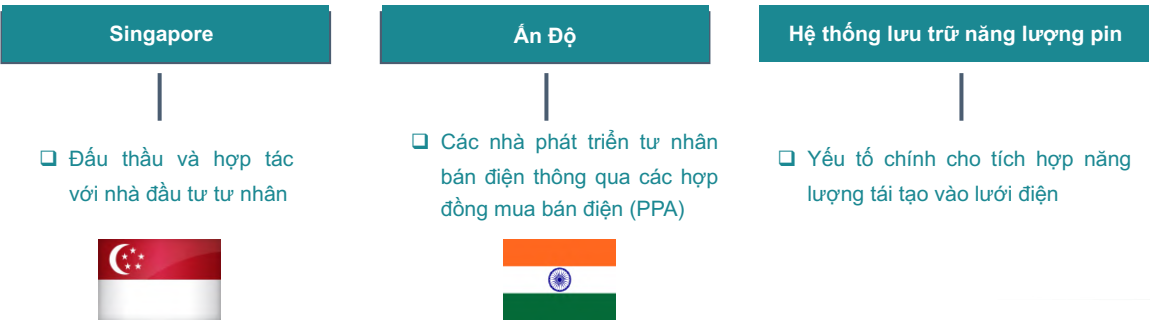 Singapore
Đấu thầu và hợp tác
với nhà đầu tư tư nhân
Ấn Độ
Các nhà phát triển tư nhân
bán điện thông qua các hợp
đồng mua bán điện (PPA)
Hệ thống lưu trữ năng lượng pin
Yếu tố chính cho tích hợp năng
lượng tái tạo vào lưới điện